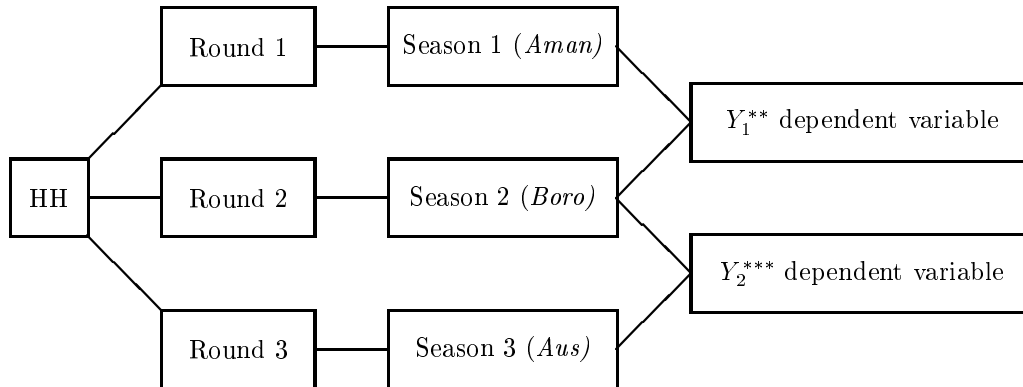 Round 1
Season 1 (Aman)
Y₁** dependent variable
HH
Round 2
Season 2 (Boro)
Y₂*** dependent variable
Round 3
Season 3 (Aus)